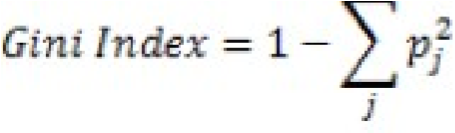 Gini Index = 1 − ∑_j p_j^2